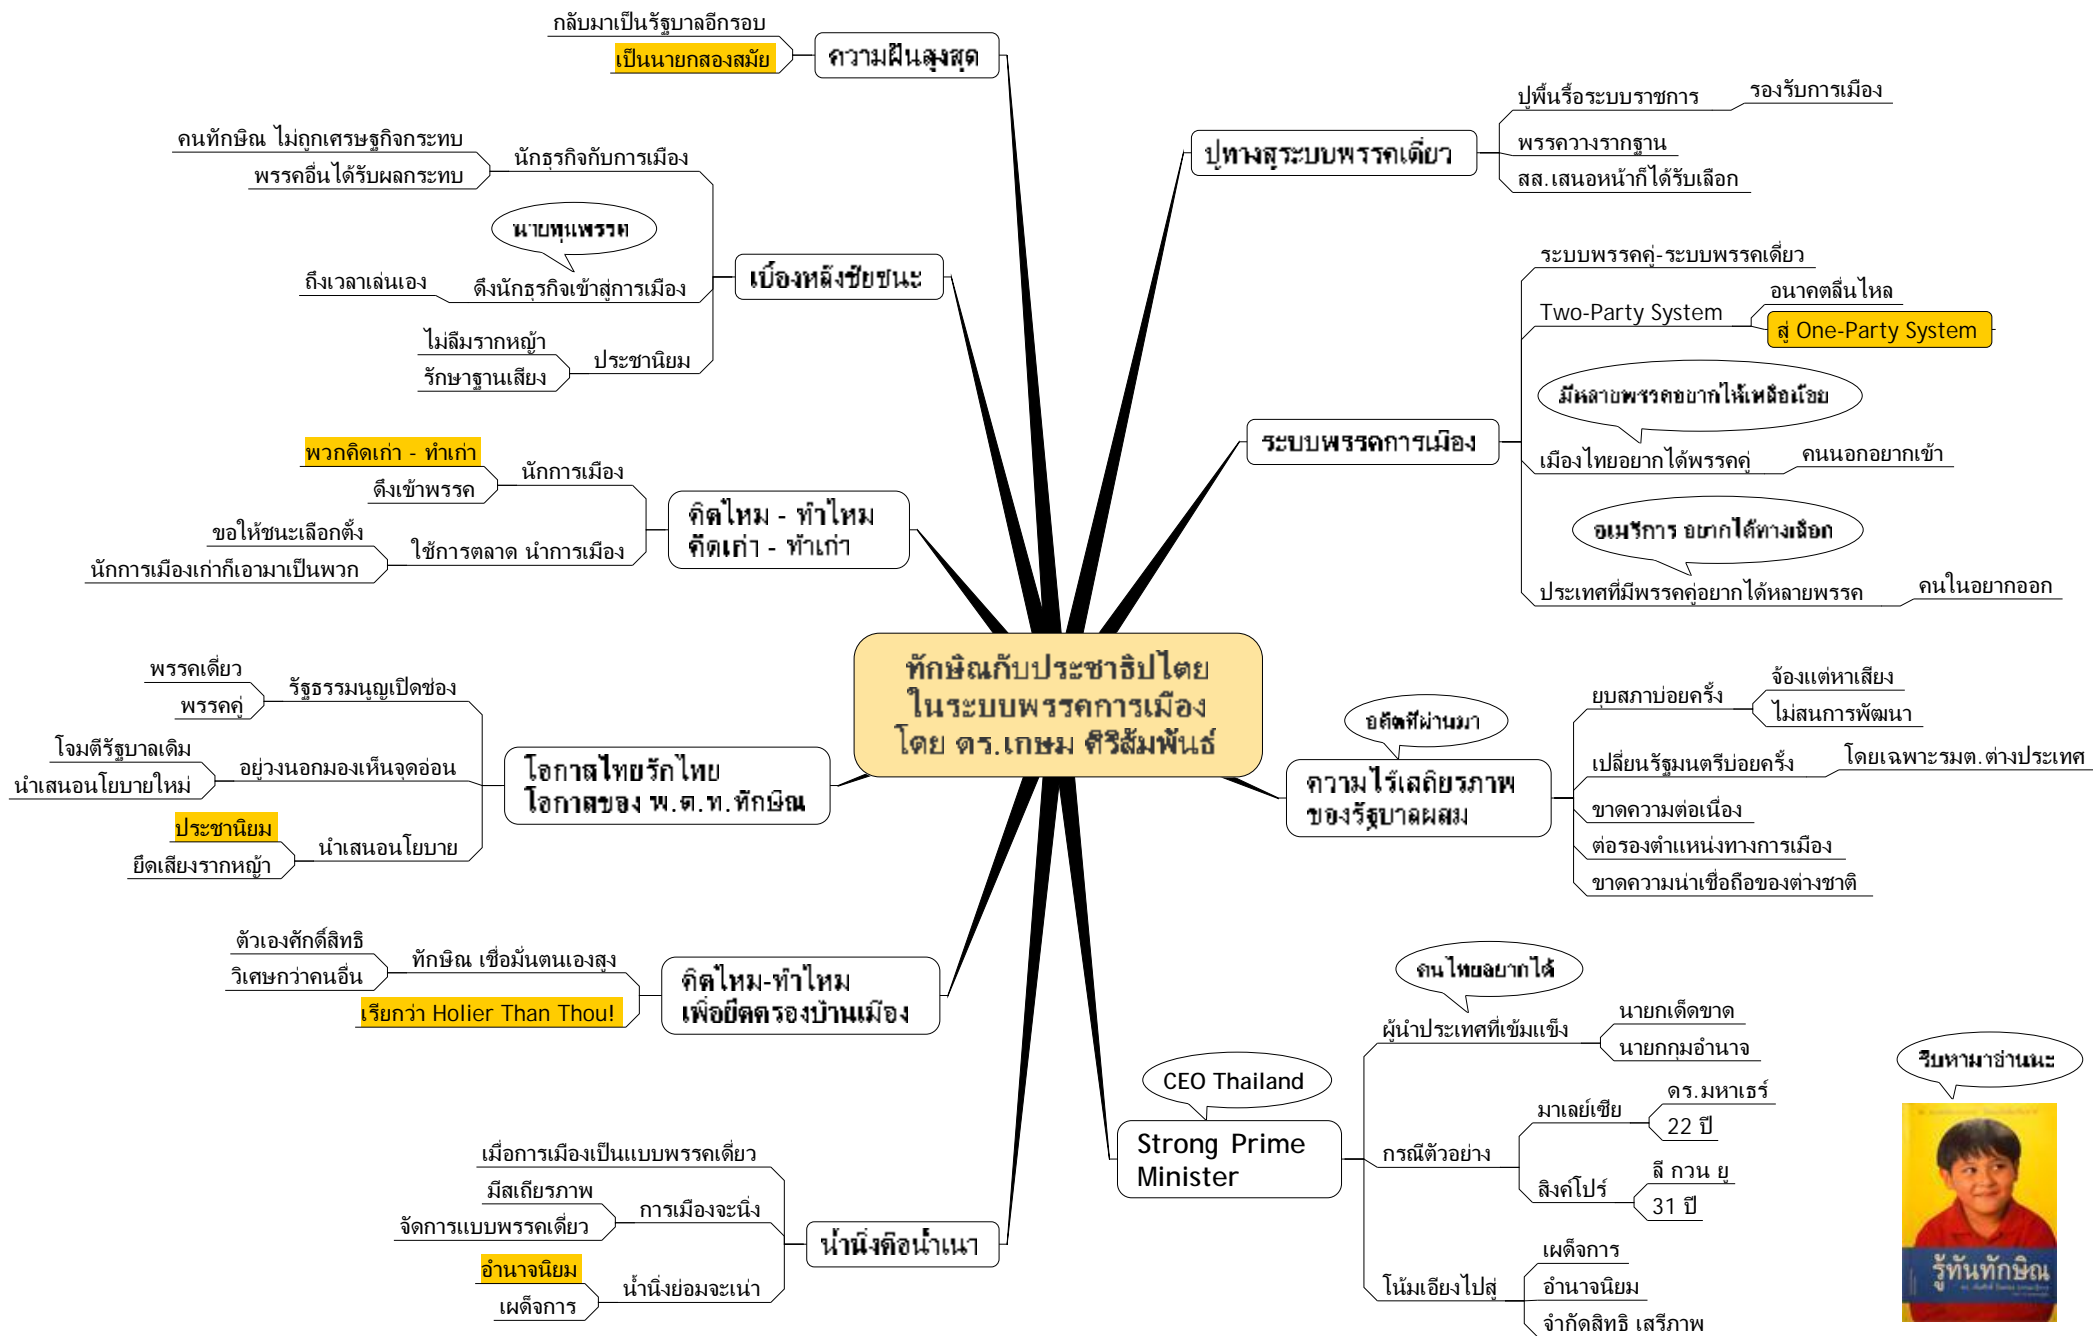 ทักษิณกับประชาธิปไตย
ในระบบพรรคการเมือง
โดย ดร.เกษม ศิริสัมพันธ์
ปูทางสู่ระบบพรรคเดี่ยว
ปูพื้นรื้อระบบราชการ
รองรับการเมือง
พรรควางรากฐาน
สส.เสนอหน้าก็ได้รับเลือก
ระบบพรรคการเมือง
ระบบพรรคคู่-ระบบพรรคเดี่ยว
Two-Party System
อนาคตลื่นไหล
สู่ One-Party System
มีหลายพรรคอยากให้เหลือน้อย
เมืองไทยอยากได้พรรคคู่
คนนอกอยากเข้า
อเมริการ อยากได้ทางเลือก
ประเทศที่มีพรรคคู่อยากได้หลายพรรค
คนในอยากออก
อดีตที่ผ่านมา
ความไร้เสถียรภาพ
ของรัฐบาลผสม
ยุบสภาบ่อยครั้ง
จ้องแต่หาเสียง
ไม่สนการพัฒนา
เปลี่ยนรัฐมนตรีบ่อยครั้ง
โดยเฉพาะรมต.ต่างประเทศ
ขาดความต่อเนื่อง
ต่อรองตำแหน่งทางการเมือง
ขาดความน่าเชื่อถือของต่างชาติ
CEO Thailand
Strong Prime
Minister
คนไทยอยากได้
ผู้นำประเทศที่เข้มแข็ง
นายกเด็ดขาด
นายกกุมอำนาจ
กรณีตัวอย่าง
มาเลย์เซีย
ดร.มหาเธร์
22 ปี
สิงค์โปร์
ลี กวน ยู
31 ปี
โน้มเอียงไปสู่
เผด็จการ
อำนาจนิยม
จำกัดสิทธิ เสรีภาพ
รีบหามาอ่านนะ
รู้ทันทักษิณ
ความฝันสูงสุด
กลับมาเป็นรัฐบาลอีกรอบ
เป็นนายกสองสมัย
เบื้องหลังชัยชนะ
นักธุรกิจกับการเมือง
คนทักษิณ ไม่ถูกเศรษฐกิจกระทบ
พรรคอื่นได้รับผลกระทบ
นายทุนพรรค
ดึงนักธุรกิจเข้าสู่การเมือง
ถึงเวลาเล่นเอง
ประชานิยม
ไม่ลืมรากหญ้า
รักษาฐานเสียง
คิดใหม่ - ทำใหม่
คิดเก่า - ทำเก่า
นักการเมือง
พวกคิดเก่า - ทำเก่า
ดึงเข้าพรรค
ใช้การตลาด นำการเมือง
ขอให้ชนะเลือกตั้ง
นักการเมืองเก่าก็เอามาเป็นพวก
โอกาสไทยรักไทย
โอกาสของ พ.ต.ท.ทักษิณ
รัฐธรรมนูญเปิดช่อง
พรรคเดี่ยว
พรรคคู่
อยู่วงนอกมองเห็นจุดอ่อน
โจมตีรัฐบาลเดิม
นำเสนอนโยบายใหม่
นำเสนอนโยบาย
ประชานิยม
ยึดเสียงรากหญ้า
คิดใหม่-ทำใหม่
เพื่อยึดครองบ้านเมือง
ทักษิณ เชื่อมั่นตนเองสูง
ตัวเองศักดิ์สิทธิ
วิเศษกว่าคนอื่น
เรียกว่า Holier Than Thou!
น้ำนิ่งคือน้ำเนา
เมื่อการเมืองเป็นแบบพรรคเดี่ยว
การเมืองจะนิ่ง
มีสเถียรภาพ
จัดการแบบพรรคเดี่ยว
น้ำนิ่งย่อมจะเน่า
อำนาจนิยม
เผด็จการ